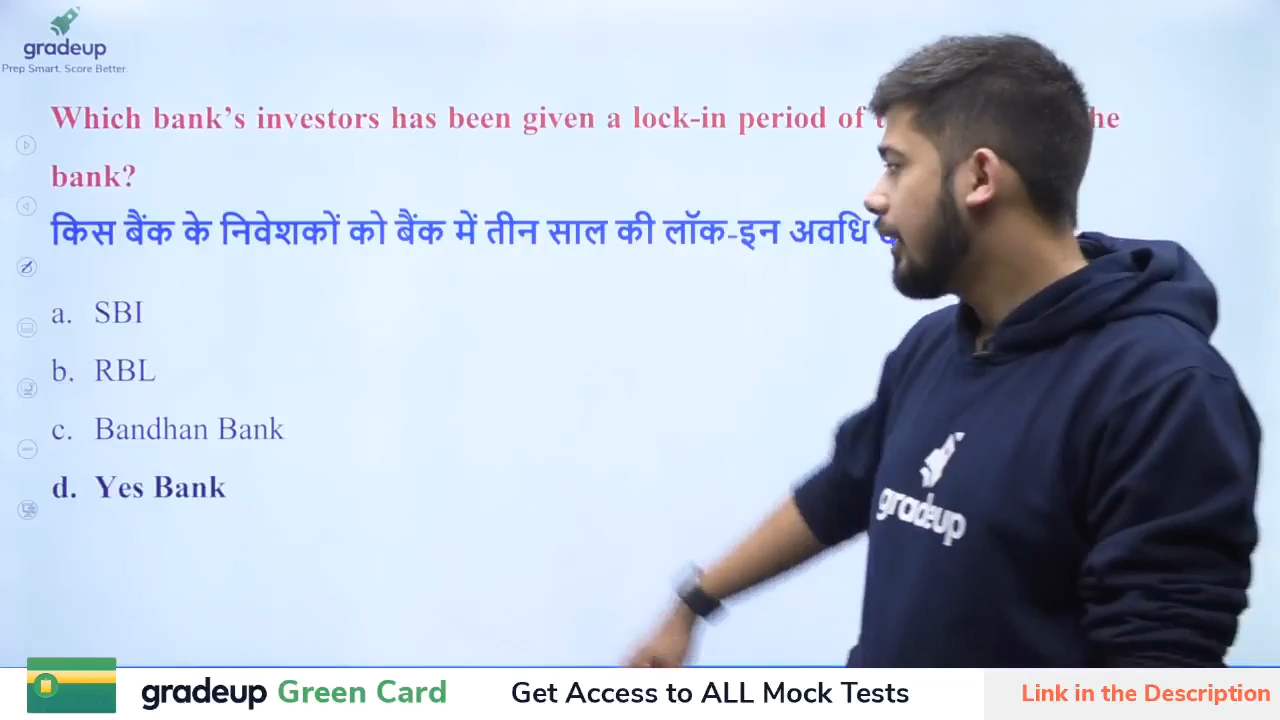 gradeup
Prep Smart. Score Better.
Which bank's investors has been given a lock-in period of
bank?
किस बैंक के निवेशकों को बैंक में तीन साल की लॉक-इन अवधि
a. SBI
b. RBL
c. Bandhan Bank
d. Yes Bank
gradeup
gradeup Green Card Get Access to ALL Mock Tests Link in the Description